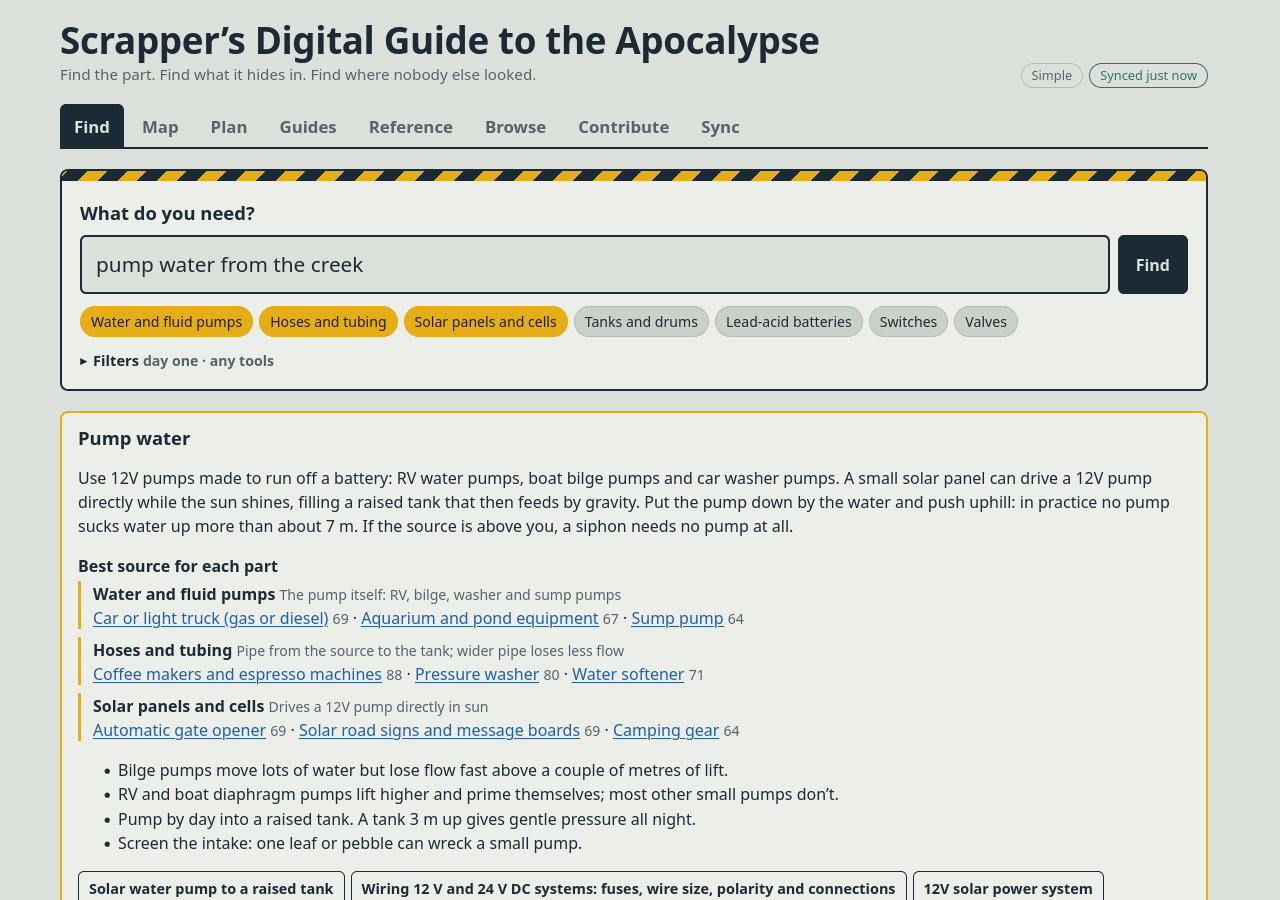 Scrapper’s Digital Guide to the Apocalypse
Find the part. Find what it hides in. Find where nobody else looked.
Simple
Synced just now
Find
Map
Plan
Guides
Reference
Browse
Contribute
Sync
What do you need?
pump water from the creek
Find
Water and fluid pumps
Hoses and tubing
Solar panels and cells
Tanks and drums
Lead-acid batteries
Switches
Valves
▸ Filters day one · any tools
Pump water
Use 12V pumps made to run off a battery: RV water pumps, boat bilge pumps and car washer pumps. A small solar panel can drive a 12V pump
directly while the sun shines, filling a raised tank that then feeds by gravity. Put the pump down by the water and push uphill: in practice no pump
sucks water up more than about 7 m. If the source is above you, a siphon needs no pump at all.
Best source for each part
Water and fluid pumps The pump itself: RV, bilge, washer and sump pumps
Car or light truck (gas or diesel) 69 · Aquarium and pond equipment 67 · Sump pump 64
Hoses and tubing Pipe from the source to the tank; wider pipe loses less flow
Coffee makers and espresso machines 88 · Pressure washer 80 · Water softener 71
Solar panels and cells Drives a 12V pump directly in sun
Automatic gate opener 69 · Solar road signs and message boards 69 · Camping gear 64
• Bilge pumps move lots of water but lose flow fast above a couple of metres of lift.
• RV and boat diaphragm pumps lift higher and prime themselves; most other small pumps don’t.
• Pump by day into a raised tank. A tank 3 m up gives gentle pressure all night.
• Screen the intake: one leaf or pebble can wreck a small pump.
Solar water pump to a raised tank
Wiring 12 V and 24 V DC systems: fuses, wire size, polarity and connections
12V solar power system